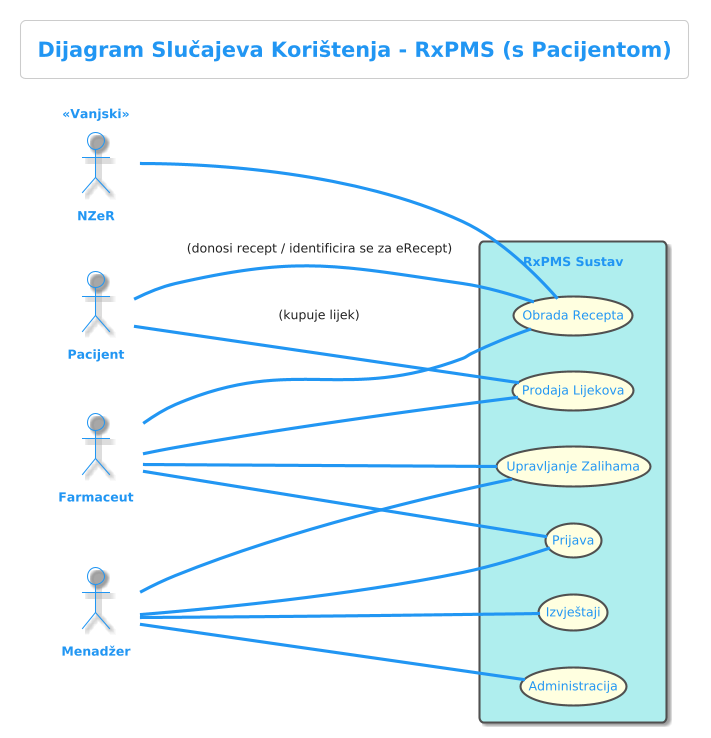 Dijagram Slučajeva Korištenja - RxPMS (s Pacijentom)
«Vanjski»
NZeR
(donosi recept / identificira se za eRecept)
RxPMS Sustav
(kupuje lijek)
Obrada Recepta
Pacijent
Prodaja Lijekova
Upravljanje Zalihama
Farmaceut
Prijava
Izvještaji
Menadžer
Administracija